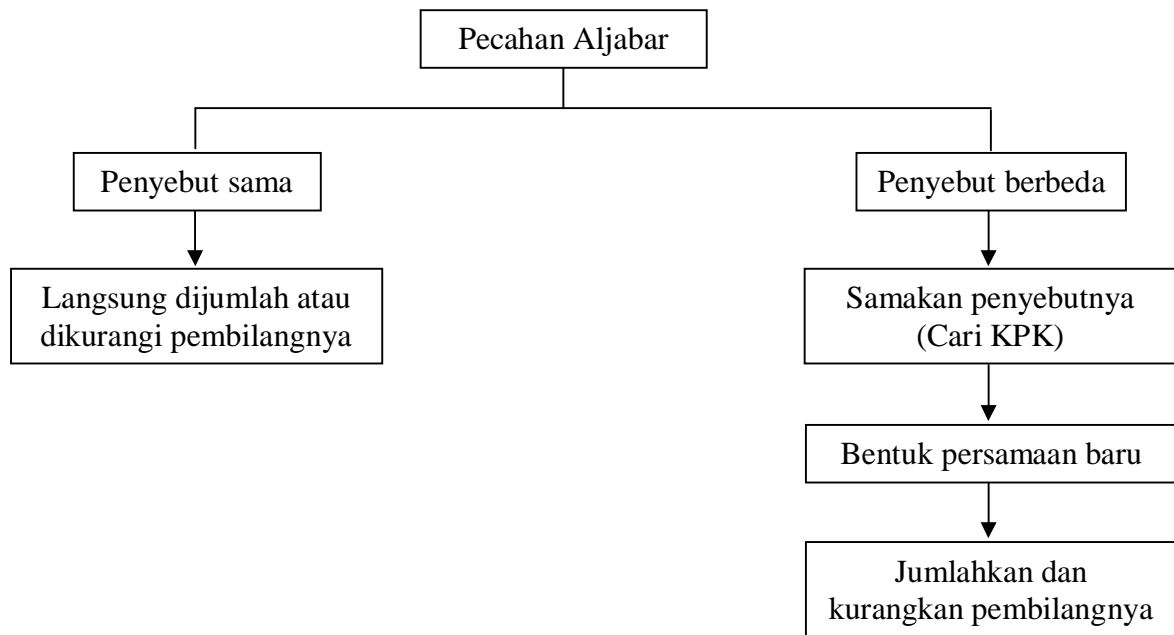 Pecahan Aljabar
Penyebut sama
Penyebut berbeda
Langsung dijumlah atau
dikurangi pembilangnya
Samakan penyebutnya
(Cari KPK)
Bentuk persamaan baru
Jumlahkan dan
kurangkan pembilangnya